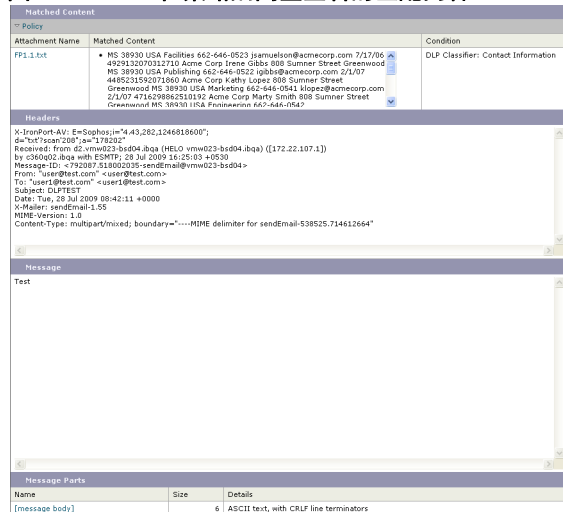 Matched Content
Policy
Attachment Name Matched Content Condition
FP1.1.txt • MS 38930 USA Facilities 662-646-0523 jsamuelson@acmecorp.com 7/17/06 DLP Classifier: Contact Information
4929132070312710 Acme Corp Irene Gibbs 808 Sumner Street Greenwood
MS 38930 USA Publishing 662-646-0522 igibbs@acmecorp.com 2/1/07
4485231592071860 Acme Corp Kathy Lopez 808 Sumner Street
Greenwood MS 38930 USA Marketing 662-646-0541 klopez@acmecorp.com
2/1/07 4716298862510192 Acme Corp Marty Smith 808 Sumner Street
Greenwood MS 38930 USA Engineering 662-646-0542
Headers
X-IronPort-AV: E=Sophos;i="4.43,282,1246818600";
d="txt'?scan'208";a="178202"
Received: from d2.vmw023-bsd04.ibqa (HELO vmw023-bsd04.ibqa) ([172.22.107.1])
by c360q02.ibqa with ESMTP; 28 Jul 2009 16:25:03 +0530
Message-ID: <792087.518002035-sendEmail@vmw023-bsd04>
From: "user@test.com" <user@test.com>
To: "user1@test.com" <user1@test.com>
Subject: DLPTEST
Date: Tue, 28 Jul 2009 08:42:11 +0000
X-Mailer: sendEmail-1.55
MIME-Version: 1.0
Content-Type: multipart/mixed; boundary="----MIME delimiter for sendEmail-538525.714612664"
Message
Test
Message Parts
Name Size Details
[message body] 6 ASCII text, with CRLF line terminators